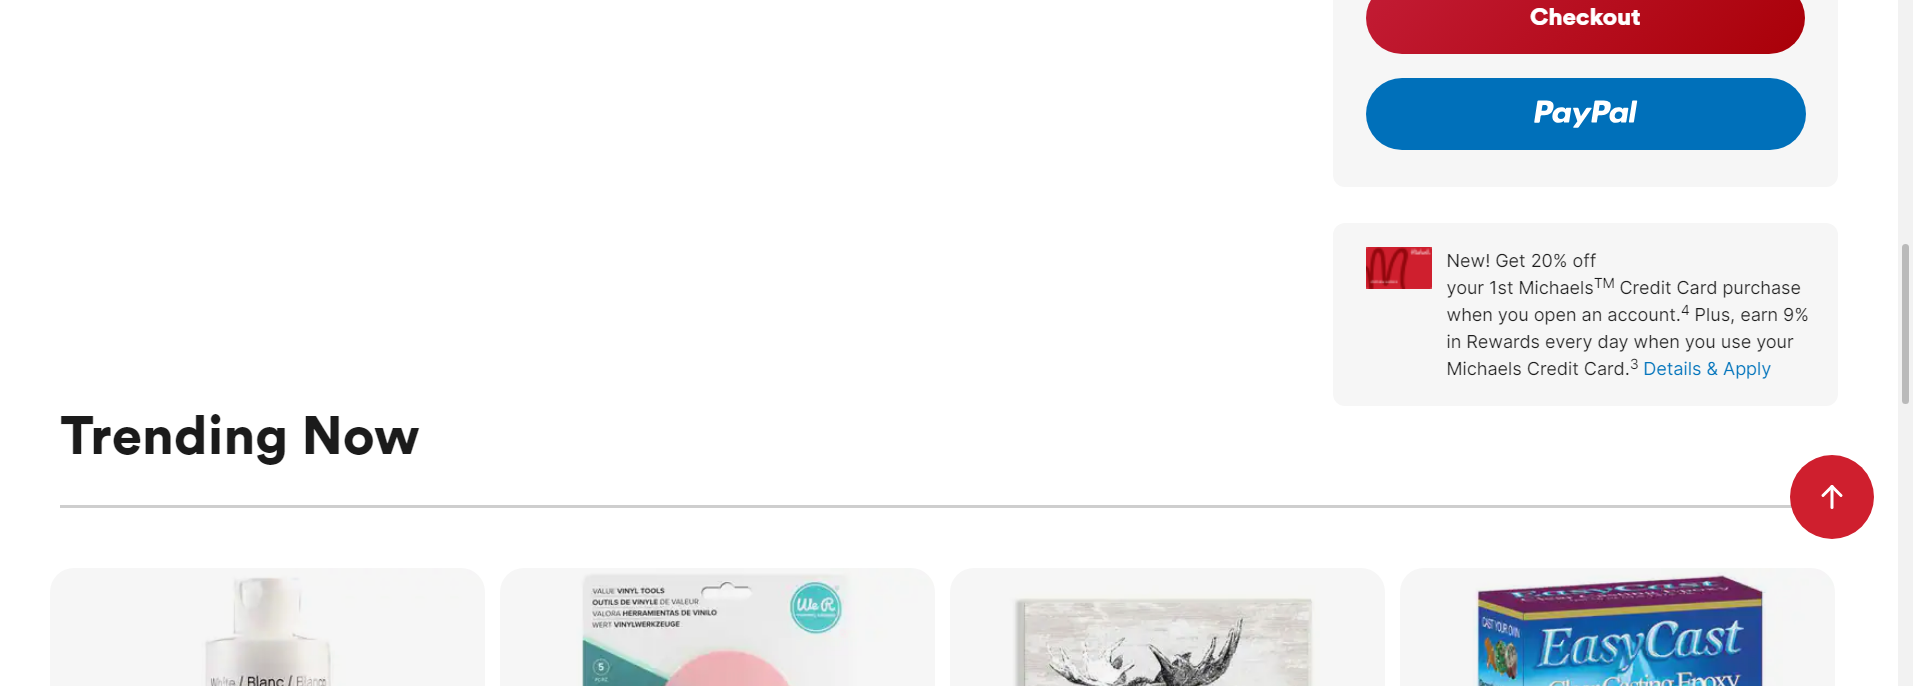 Checkout
PayPal
New! Get 20% off
your 1st Michaels™ Credit Card purchase
when you open an account.4 Plus, earn 9%
in Rewards every day when you use your
Michaels Credit Card.3 Details & Apply
Trending Now
White / Blanc / Blanco
VALUE VINYL TOOLS
OUTILS DE VINYLE DE VALEUR
VALORA HERRAMIENTAS DE VINILO
WERT VINYLWERKZEUGE
5
We R
CAST YOUR OWN
EasyCast
Clear Casting Epoxy